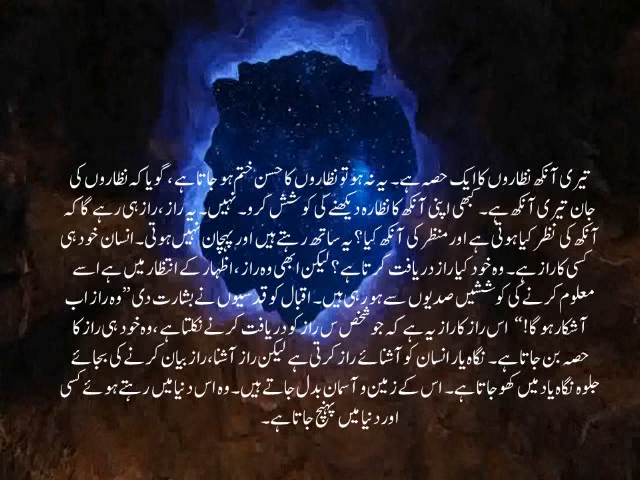 تیری آنکھ نظاروں کا ایک حصہ ہے۔ یہ نہ ہو تو نظاروں کا حسن ختم ہو جاتا ہے، گویا کہ نظاروں کی
جان تیری آنکھ ہے۔ کبھی اپنی آنکھ کا نظارہ دیکھنے کی کوشش کرو۔ نہیں۔ یہ راز، راز ہی رہے گا کہ
آنکھ کی نظر کیا ہوتی ہے اور منظر کی آنکھ کیا؟ یہ ساتھ رہتے ہیں اور پہچان نہیں ہوتی۔ انسان خود ہی
کسی کا راز ہے۔ وہ خود کیا راز دریافت کرتا ہے؟ لیکن ابھی وہ راز، اظہار کے انتظار میں ہے اسے
معلوم کرنے کی کوششیں صدیوں سے ہو رہی ہیں۔ اقبال کو قدسیوں نے بشارت دی ”وہ راز اب
آشکار ہو گا!“ اس راز کا راز یہ ہے کہ جو شخص س راز کو دریافت کرنے نکلتا ہے، وہ خود ہی راز کا
حصہ بن جاتا ہے۔ نگاہ یار انسان کو آشنائے راز کرتی ہے لیکن راز آشنا، راز بیان کرنے کی بجائے
جلوہ نگاہ یاد میں کھو جاتا ہے۔ اس کے زمین و آسمان بدل جاتے ہیں۔ وہ اس دنیا میں رہتے ہوئے کسی
اور دنیا میں پہنچ جاتا ہے۔